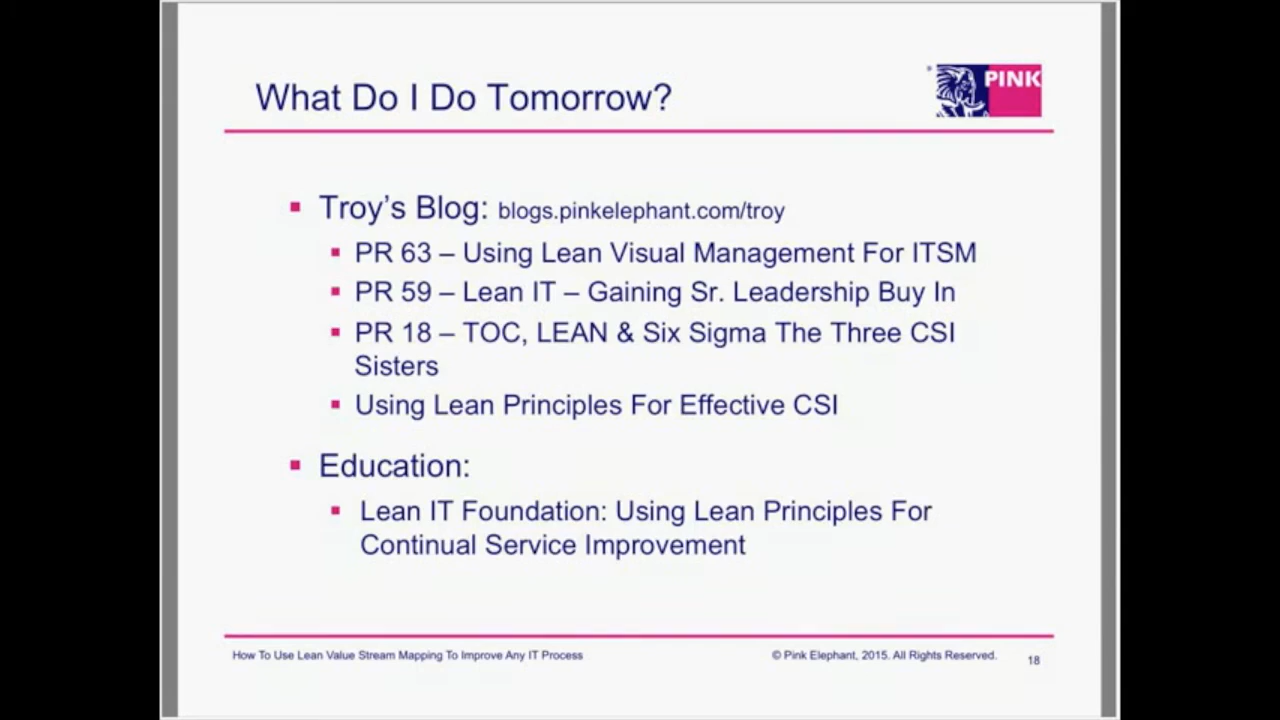 What Do I Do Tomorrow?
PINK
Troy’s Blog: blogs.pinkelephant.com/troy
PR 63 – Using Lean Visual Management For ITSM
PR 59 – Lean IT – Gaining Sr. Leadership Buy In
PR 18 – TOC, LEAN & Six Sigma The Three CSI
Sisters
Using Lean Principles For Effective CSI
Education:
Lean IT Foundation: Using Lean Principles For
Continual Service Improvement
How To Use Lean Value Stream Mapping To Improve Any IT Process
© Pink Elephant, 2015. All Rights Reserved.
18